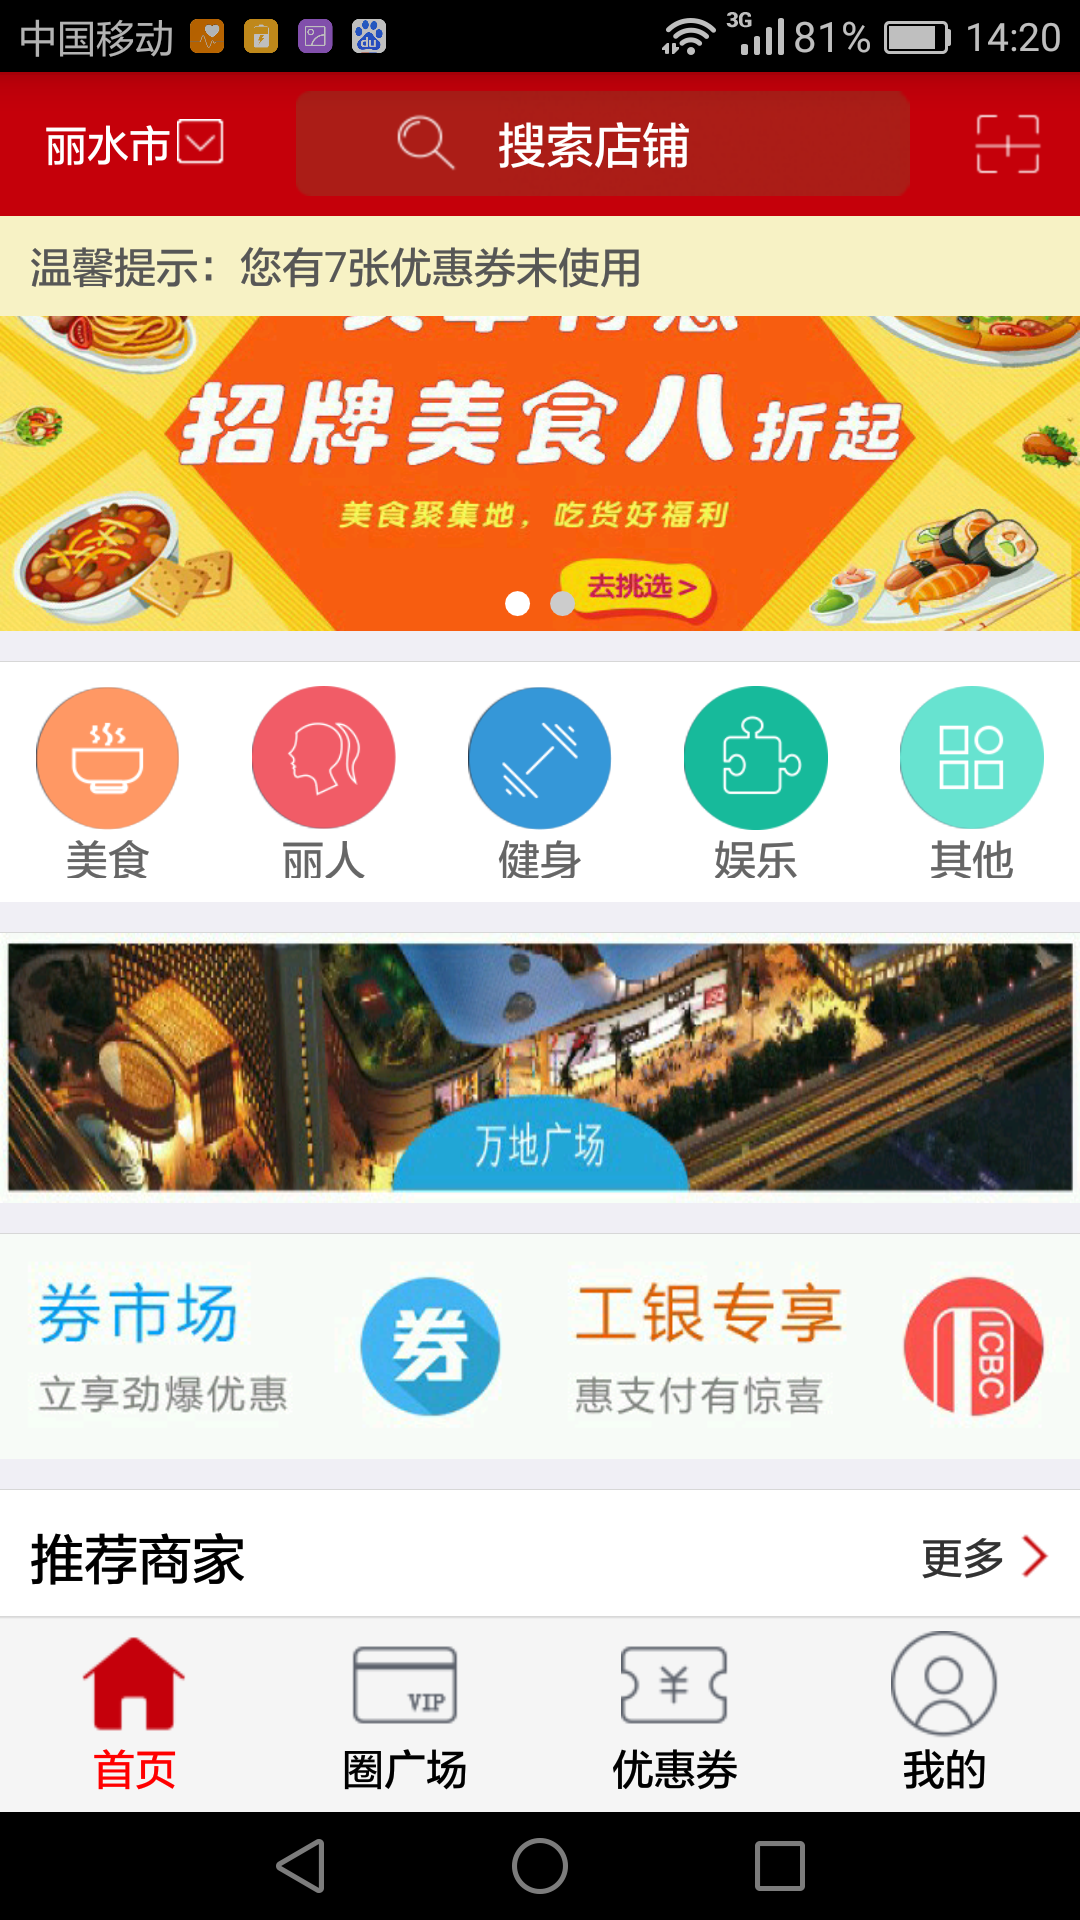 中国移动
du
3G
81%
14:20
丽水市
搜索店铺
温馨提示：您有7张优惠券未使用
招牌美食八折起
美食聚集地，吃货好福利
去挑选 >
美食
丽人
健身
娱乐
其他
万地广场
券市场
券
工银专享
ICBC
立享劲爆优惠
惠支付有惊喜
推荐商家
更多
VIP
¥
首页
圈广场
优惠券
我的